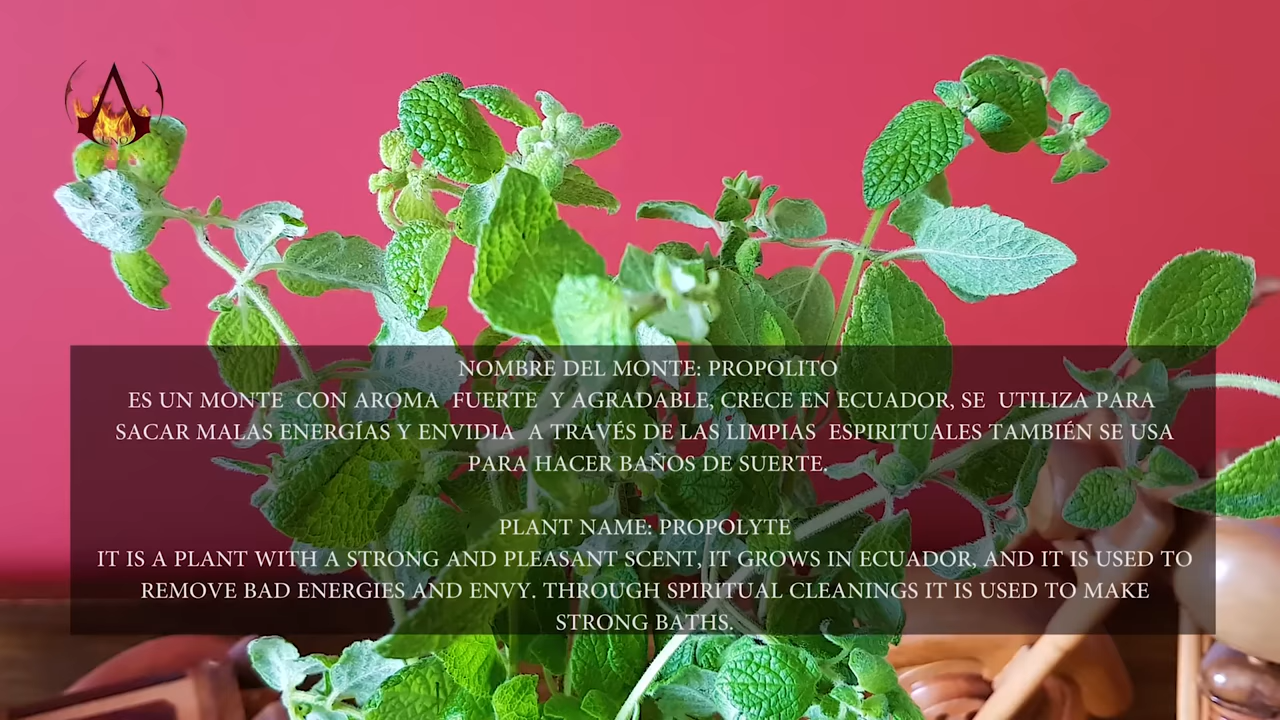 UNO
NOMBRE DEL MONTE: PROPOLITO
ES UN MONTE CON AROMA FUERTE Y AGRADABLE, CRECE EN ECUADOR, SE UTILIZA PARA
SACAR MALAS ENERGÍAS Y ENVIDIA A TRAVÉS DE LAS LIMPIAS ESPIRITUALES TAMBIÉN SE USA
PARA HACER BAÑOS DE SUERTE.
PLANT NAME: PROPOLYTE
IT IS A PLANT WITH A STRONG AND PLEASANT SCENT, IT GROWS IN ECUADOR, AND IT IS USED TO
REMOVE BAD ENERGIES AND ENVY. THROUGH SPIRITUAL CLEANINGS IT IS USED TO MAKE
STRONG BATHS.